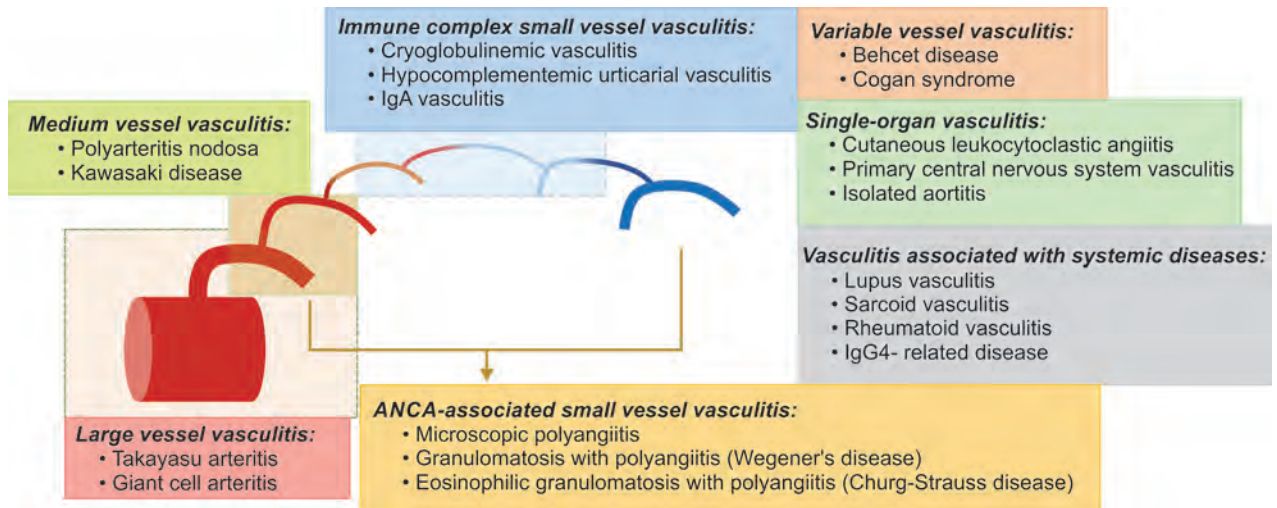 Immune complex small vessel vasculitis:
• Cryoglobulinemic vasculitis
• Hypocomplementemic urticarial vasculitis
• IgA vasculitis
Variable vessel vasculitis:
• Behcet disease
• Cogan syndrome
Medium vessel vasculitis:
• Polyarteritis nodosa
• Kawasaki disease
Single-organ vasculitis:
• Cutaneous leukocytoclastic angiitis
• Primary central nervous system vasculitis
• Isolated aortitis
Vasculitis associated with systemic diseases:
• Lupus vasculitis
• Sarcoid vasculitis
• Rheumatoid vasculitis
• IgG4- related disease
Large vessel vasculitis:
• Takayasu arteritis
• Giant cell arteritis
ANCA-associated small vessel vasculitis:
• Microscopic polyangiitis
• Granulomatosis with polyangiitis (Wegener's disease)
• Eosinophilic granulomatosis with polyangiitis (Churg-Strauss disease)